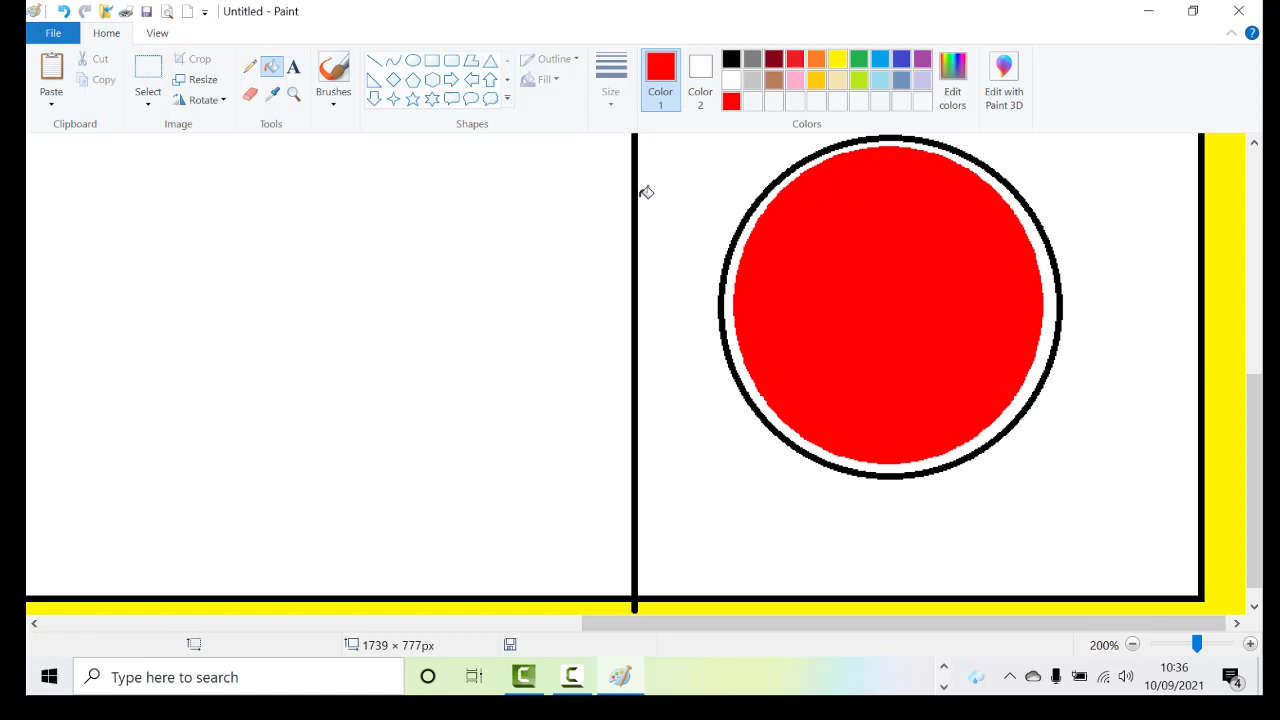 Untitled - Paint
File Home View
Paste
Cut
Copy
Clipboard
Select
Crop
Resize
Rotate
Image
A
Tools
Brushes
Outline
Fill
Shapes
Size
Color 1
Color 2
Colors
Edit colors
Edit with Paint 3D
1739 × 777px
200%
Type here to search
C
C
10:36
10/09/2021
4